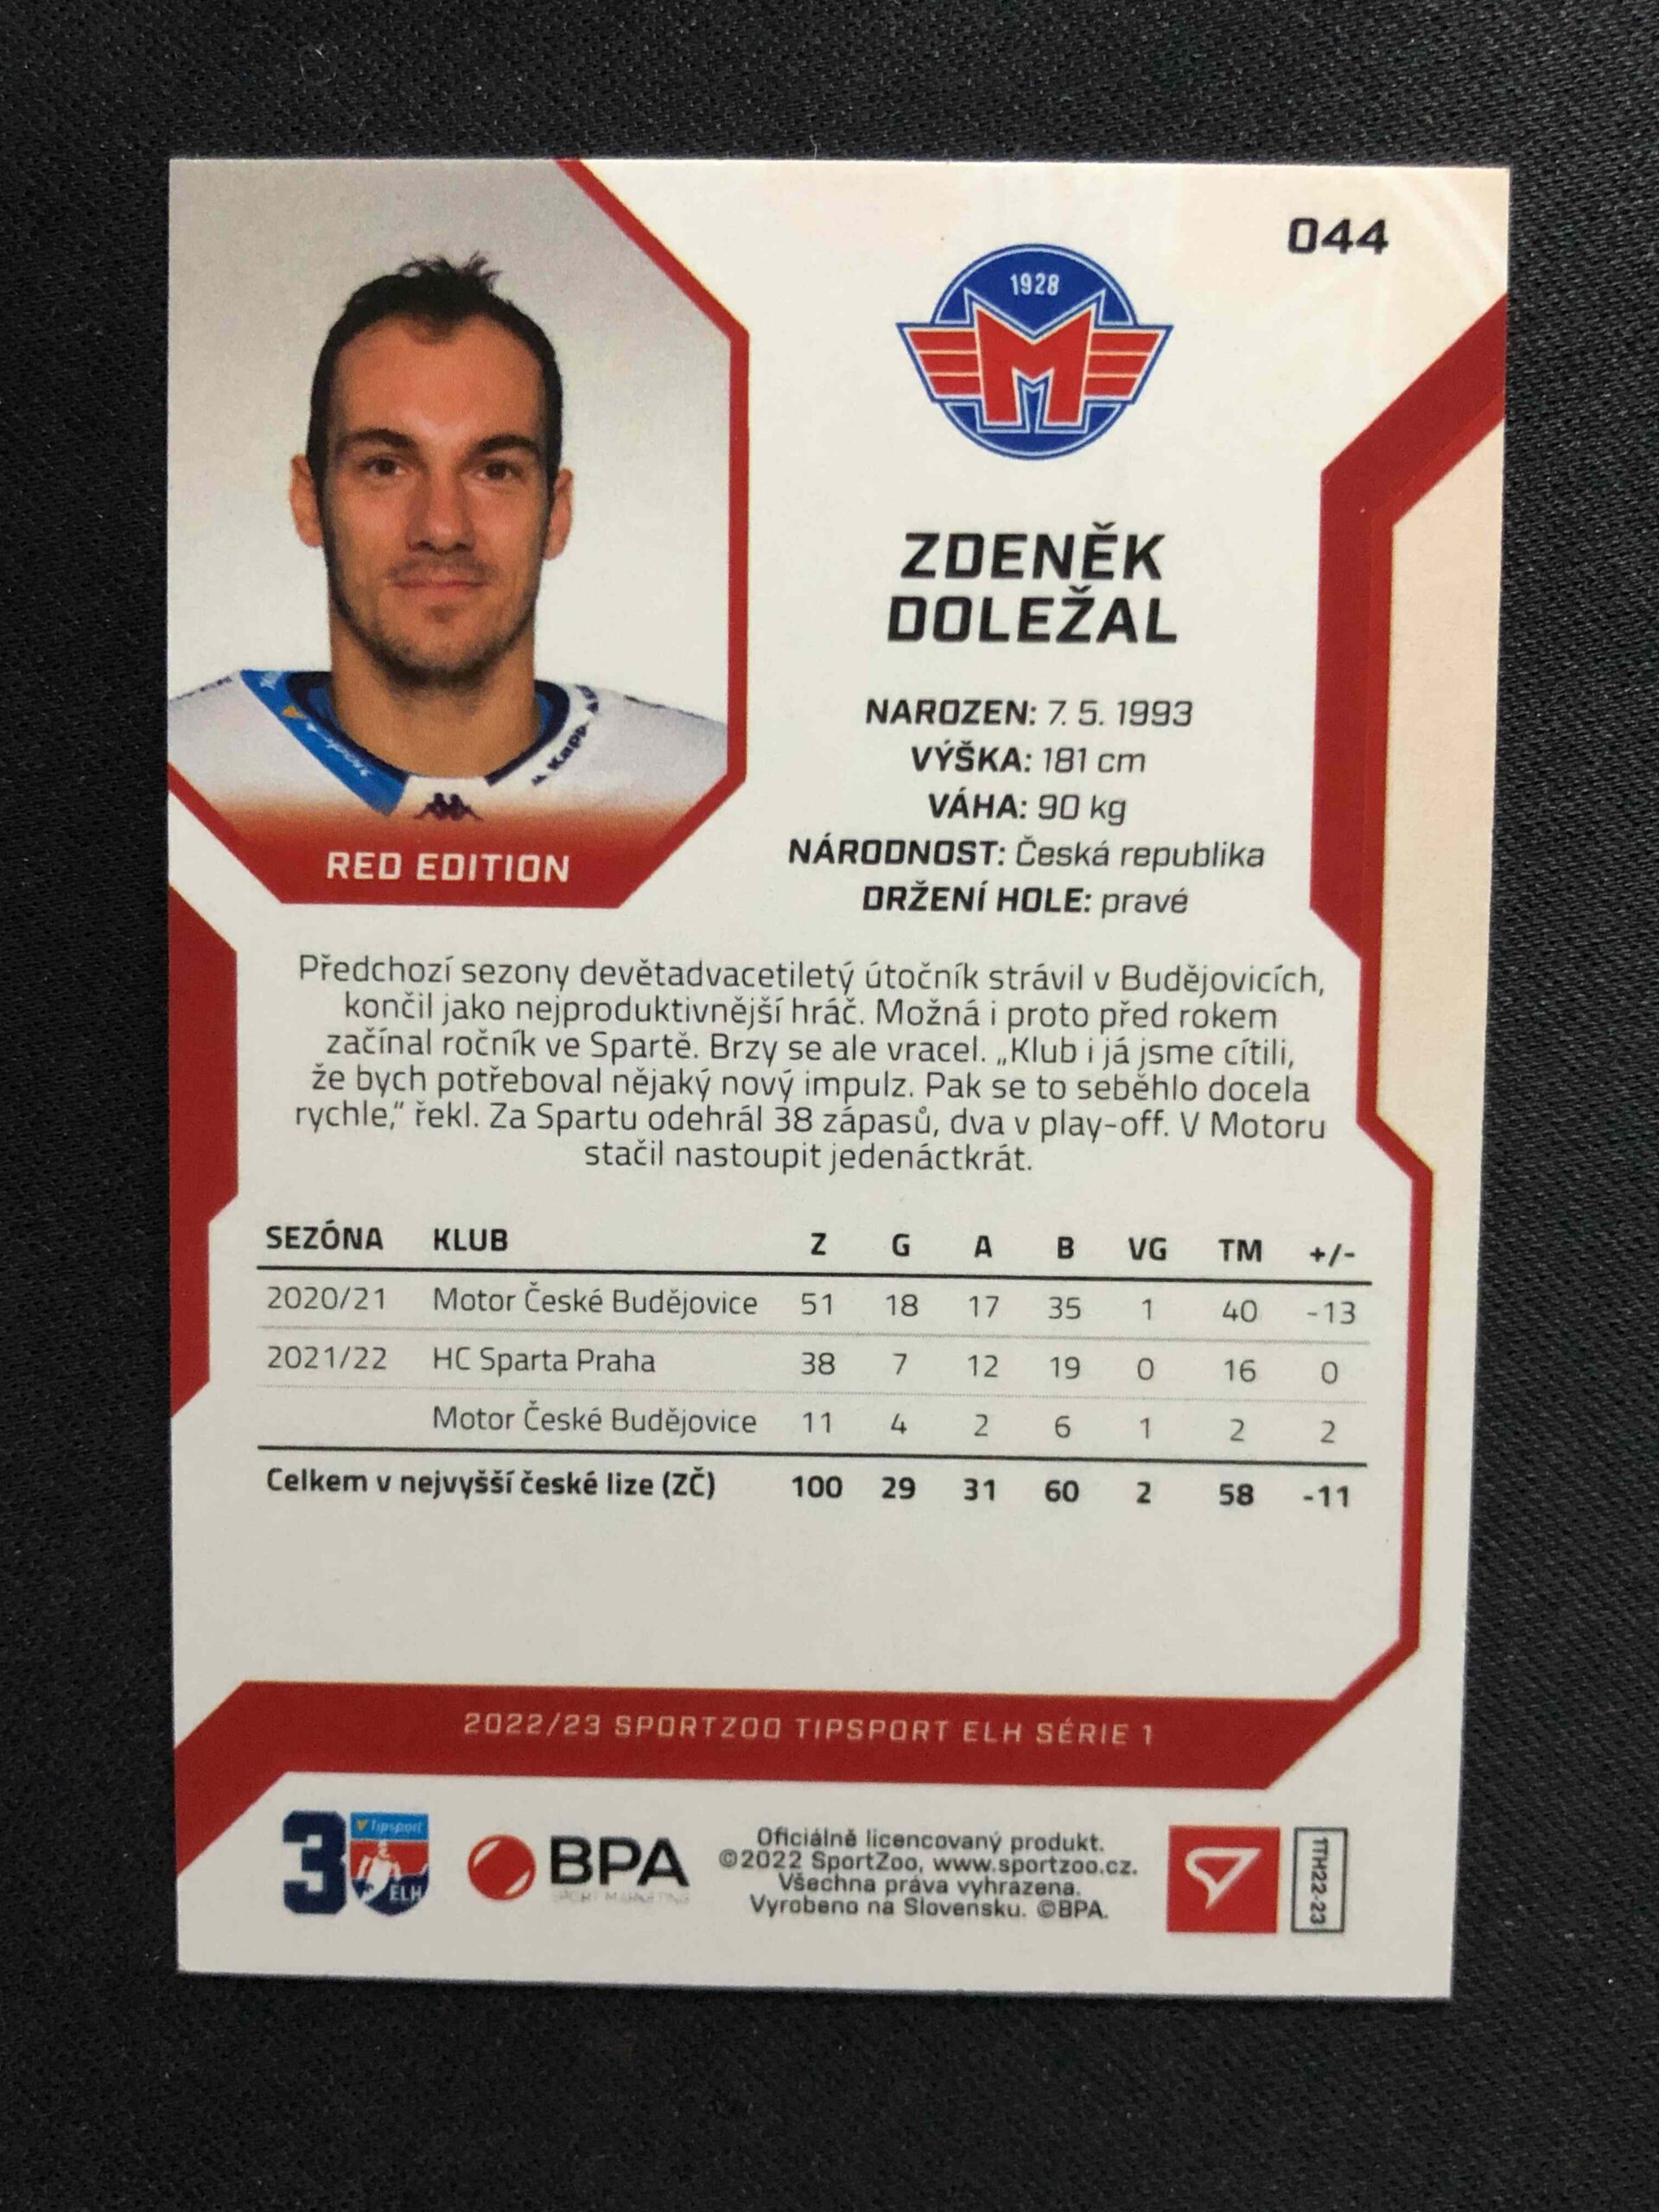 044
1928
M
ZDENĚK
DOLEŽAL
NAROZEN: 7. 5. 1993
VÝŠKA: 181 cm
VÁHA: 90 kg
NÁRODNOST: Česká republika
DRŽENÍ HOLE: pravé
Kappa
RED EDITION
Předchozí sezony devětadvacetiletý útočník strávil v Budějovicích,
končil jako nejproduktivnější hráč. Možná i proto před rokem
začínal ročník ve Spartě. Brzy se ale vracel. „Klub i já jsme cítili,
že bych potřeboval nějaký nový impulz. Pak se to seběhlo docela
rychle,“ řekl. Za Spartu odehrál 38 zápasů, dva v play-off. V Motoru
stačil nastoupit jedenáctkrát.
SEZÓNA KLUB Z G A B VG TM +/-
2020/21 Motor České Budějovice 51 18 17 35 1 40 -13
2021/22 HC Sparta Praha 38 7 12 19 0 16 0
Motor České Budějovice 11 4 2 6 1 2 2
Celkem v nejvyšší české lize (ZČ) 100 29 31 60 2 58 -11
2022/23 SPORTZOO TIPSPORT ELH SÉRIE 1
3
Tipsport
ELH
BPA
SPORT MARKETING
Oficiálně licencovaný produkt.
©2022 SportZoo, www.sportzoo.cz.
Všechna práva vyhrazena.
Vyrobeno na Slovensku. ©BPA.
1TH22-23